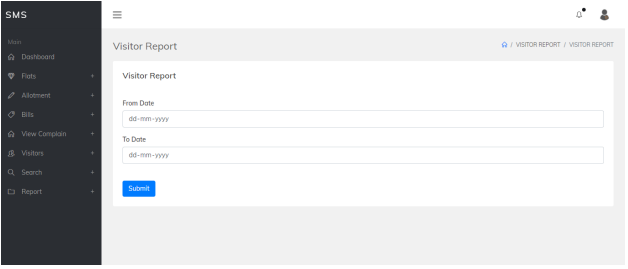 SMS
Main
Dashboard
Flats +
Allotment +
Bills +
View Complain +
Visitors +
Search +
Report +
Visitor Report
/ VISITOR REPORT / VISITOR REPORT
Visitor Report
From Date
dd-mm-yyyy
To Date
dd-mm-yyyy
Submit